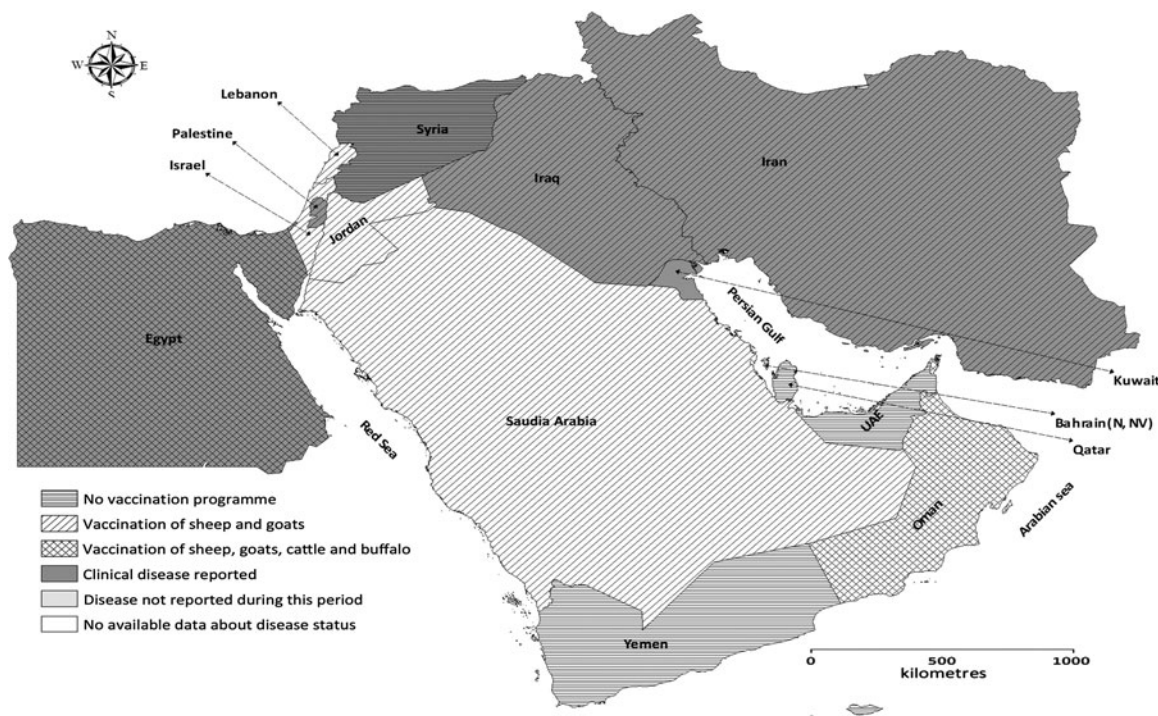 N
W
E
S
Lebanon
Palestine
Israel
Syria
Iraq
Iran
Jordan
Egypt
Persian Gulf
Kuwait
Saudia Arabia
UAE
Bahrain(N, NV)
Qatar
Red Sea
Oman
Arabian sea
Yemen
No vaccination programme
Vaccination of sheep and goats
Vaccination of sheep, goats, cattle and buffalo
Clinical disease reported
Disease not reported during this period
No available data about disease status
0 500 1000
kilometres